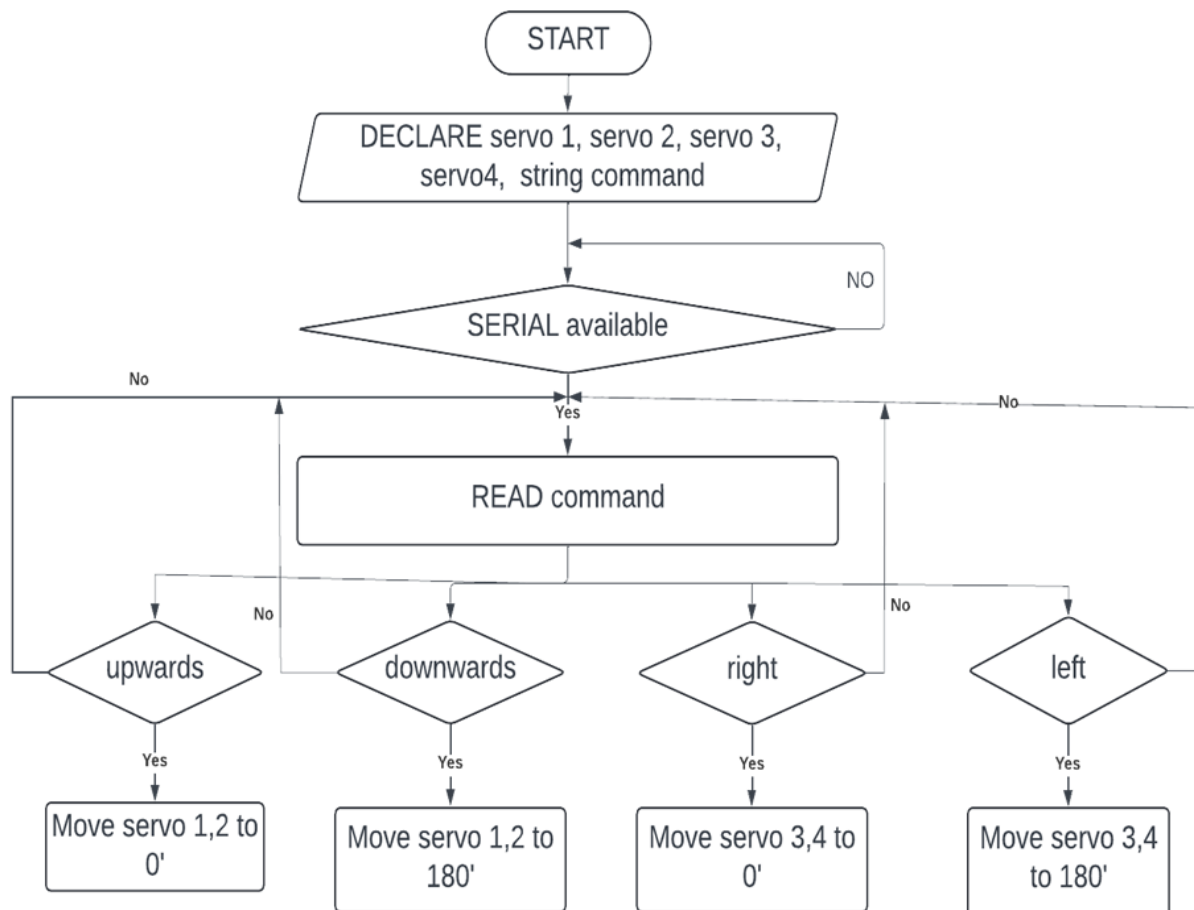 START
DECLARE servo 1, servo 2, servo 3,
servo4, string command
NO
SERIAL available
No
Yes
No
READ command
No
No
upwards
downwards
right
left
Yes
Yes
Yes
Yes
Move servo 1,2 to
0'
Move servo 1,2 to
180'
Move servo 3,4 to
0'
Move servo 3,4
to 180'